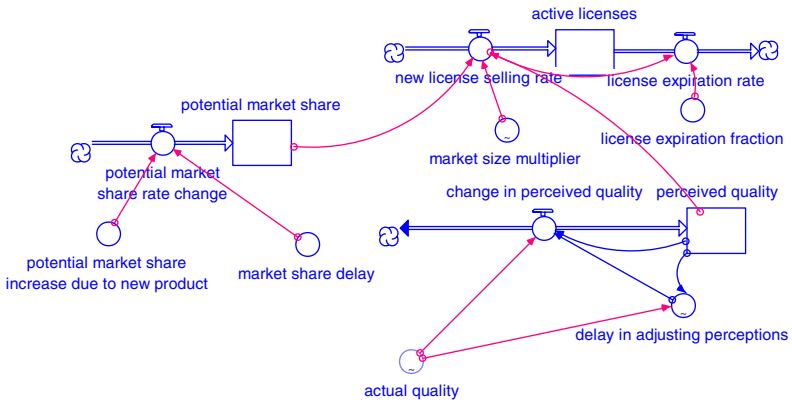 active licenses
new license selling rate
license expiration rate
potential market share
license expiration fraction
market size multiplier
potential market
share rate change
change in perceived quality
perceived quality
potential market share
increase due to new product
market share delay
~
~
delay in adjusting perceptions
~
actual quality